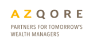 AZQORE
PARTNERS FOR TOMORROW'S
WEALTH MANAGERS